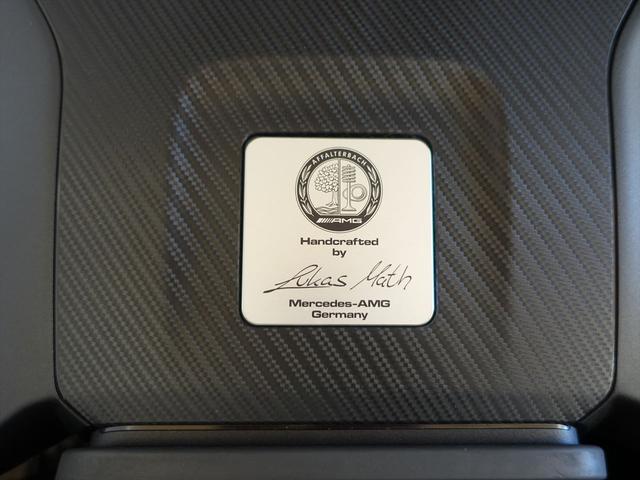 AFFALTERBACH
AMG
Handcrafted
by
Lukas Math
Mercedes-AMG
Germany